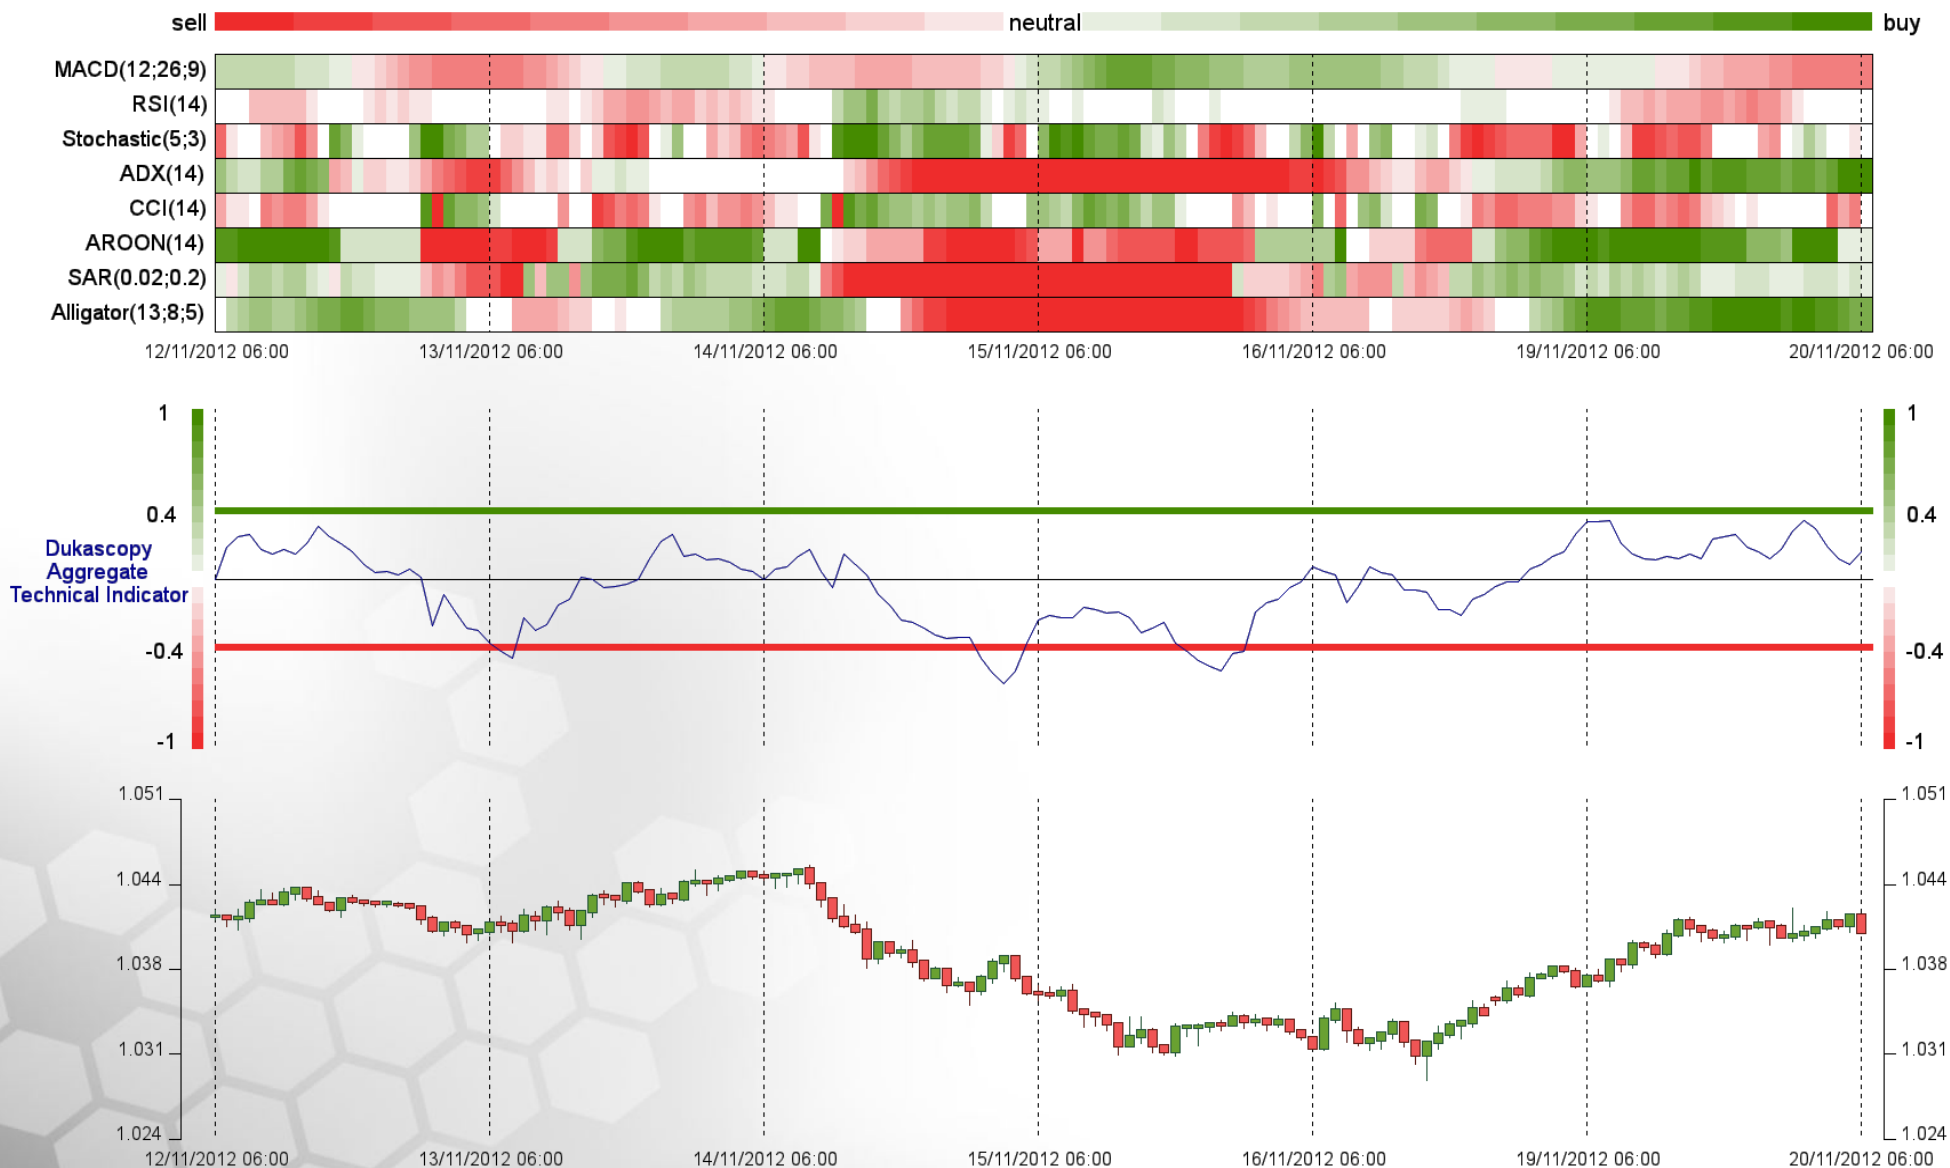 sell neutral buy
MACD(12;26;9)
RSI(14)
Stochastic(5;3)
ADX(14)
CCI(14)
AROON(14)
SAR(0.02;0.2)
Alligator(13;8;5)
12/11/2012 06:00 13/11/2012 06:00 14/11/2012 06:00 15/11/2012 06:00 16/11/2012 06:00 19/11/2012 06:00 20/11/2012 06:00
1 1
0.4 0.4
Dukascopy
Aggregate
Technical Indicator
-0.4 -0.4
-1 -1
1.051 1.051
1.044 1.044
1.038 1.038
1.031 1.031
1.024 1.024
12/11/2012 06:00 13/11/2012 06:00 14/11/2012 06:00 15/11/2012 06:00 16/11/2012 06:00 19/11/2012 06:00 20/11/2012 06:00